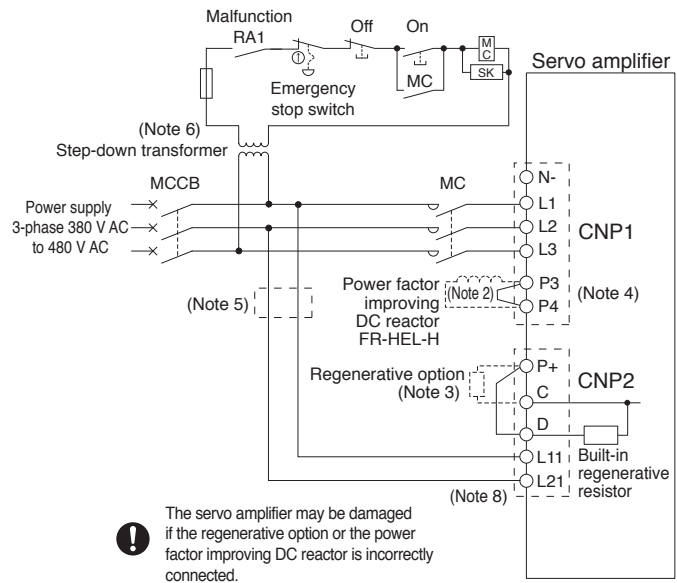 Malfunction
RA1
Off
On
M
C
SK
MC
Emergency
stop switch
Servo amplifier
(Note 6)
Step-down transformer
MCCB
MC
Power supply
3-phase 380 V AC
to 480 V AC
N-
L1
L2
L3
CNP1
(Note 5)
Power factor
improving
DC reactor
FR-HEL-H
(Note 2)
P3
P4
(Note 4)
Regenerative option
(Note 3)
P+
C
D
L11
L21
CNP2
Built-in
regenerative
resistor
(Note 8)
The servo amplifier may be damaged
if the regenerative option or the power
factor improving DC reactor is incorrectly
connected.